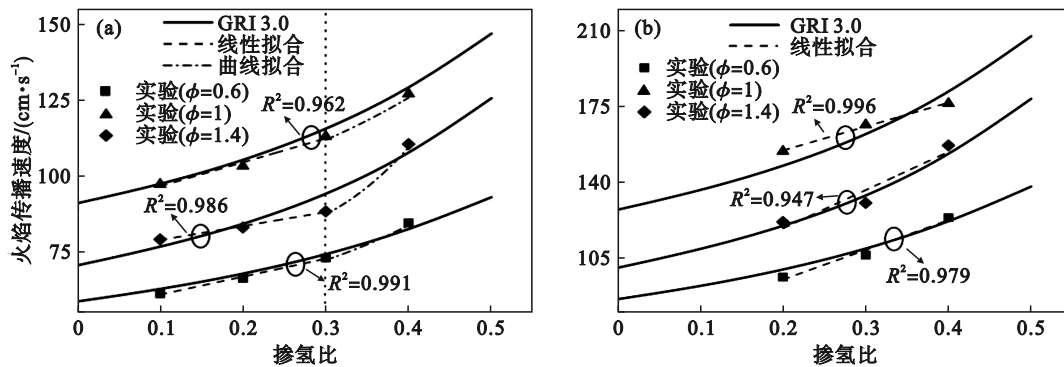 (a)
GRI 3.0
线性拟合
曲线拟合
实验(ϕ=0.6)
实验(ϕ=1)
实验(ϕ=1.4)
R²=0.962
R²=0.986
R²=0.991
150
125
100
75
火焰传播速度/(cm·s⁻¹)
0 0.1 0.2 0.3 0.4 0.5
掺氢比
(b)
GRI 3.0
线性拟合
实验(ϕ=0.6)
实验(ϕ=1)
实验(ϕ=1.4)
R²=0.996
R²=0.947
R²=0.979
210
175
140
105
0 0.1 0.2 0.3 0.4 0.5
掺氢比